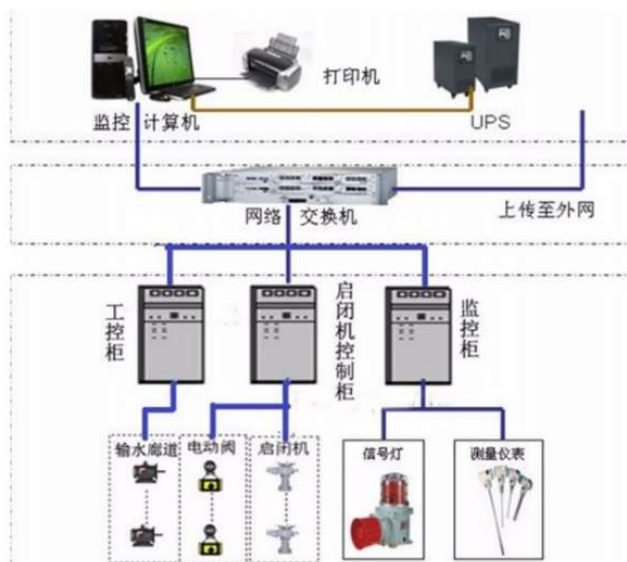 打印机
监控 计算机
UPS
网络 交换机
上传至外网
工控柜
启闭机控制柜
监控柜
输水廊道
电动阀
启闭机
信号灯
测量仪表